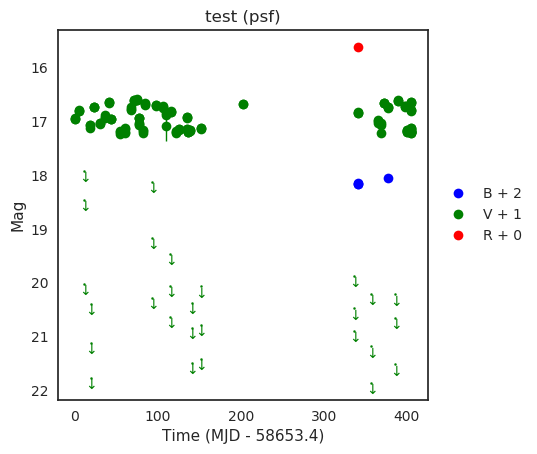 test (psf)
Mag
16
17
18
19
20
21
22
0
100
200
300
400
Time (MJD - 58653.4)
B + 2
V + 1
R + 0